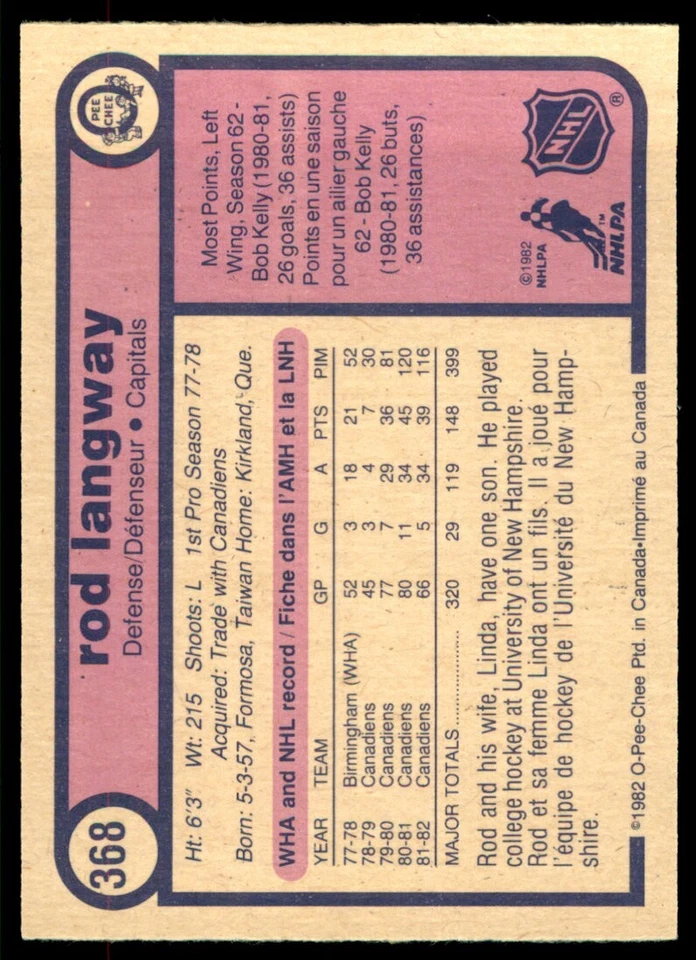 368
rod langway
Defense/Défenseur • Capitals
O PEE CHEE
Ht: 6'3" Wt: 215 Shoots: L 1st Pro Season 77-78
Acquired: Trade with Canadiens
Born: 5-3-57, Formosa, Taiwan Home: Kirkland, Que.
WHA and NHL record / Fiche dans l'AMH et la LNH
YEAR TEAM GP G A PTS PIM
77-78 Birmingham (WHA) 52 3 18 21 52
78-79 Canadiens 45 3 4 7 30
79-80 Canadiens 77 7 29 36 81
80-81 Canadiens 80 11 34 45 120
81-82 Canadiens 66 5 34 39 116
MAJOR TOTALS .................. 320 29 119 148 399
Rod and his wife, Linda, have one son. He played
college hockey at University of New Hampshire.
Rod et sa femme Linda ont un fils. Il a joué pour
l'équipe de hockey de l'Université du New Hamp-
shire.
©1982 O-Pee-Chee Ptd. in Canada•Imprimé au Canada
Most Points, Left
Wing, Season 62 -
Bob Kelly (1980-81,
26 goals, 36 assists)
Points en une saison
pour un ailier gauche
62 - Bob Kelly
(1980-81, 26 buts,
36 assistances)
©1982
NHLPA
NHLPA™
NHL®